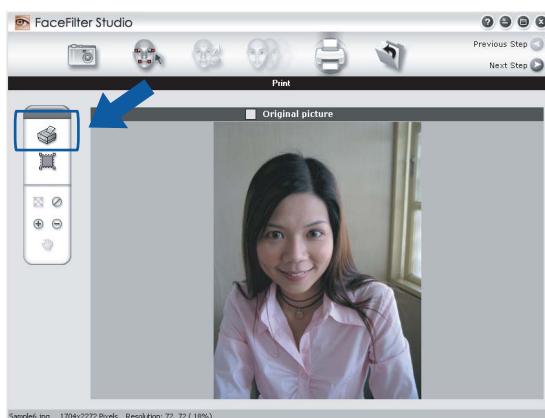 FaceFilter Studio
Previous Step
Next Step
Print
Original picture
Sample6.jpg 1704x2272 Pixels Resolution: 72, 72 ( 18%)